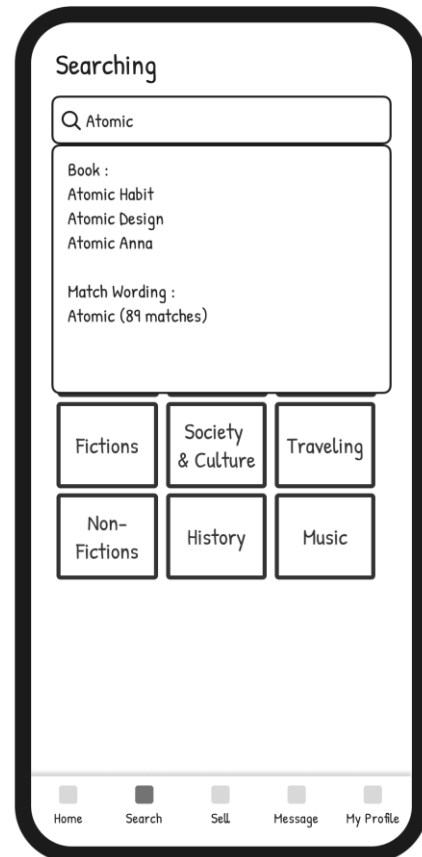 Searching
Atomic
Book :
Atomic Habit
Atomic Design
Atomic Anna
Match Wording :
Atomic (89 matches)
Fictions
Society
& Culture
Traveling
Non-
Fictions
History
Music
Home
Search
Sell
Message
My Profile